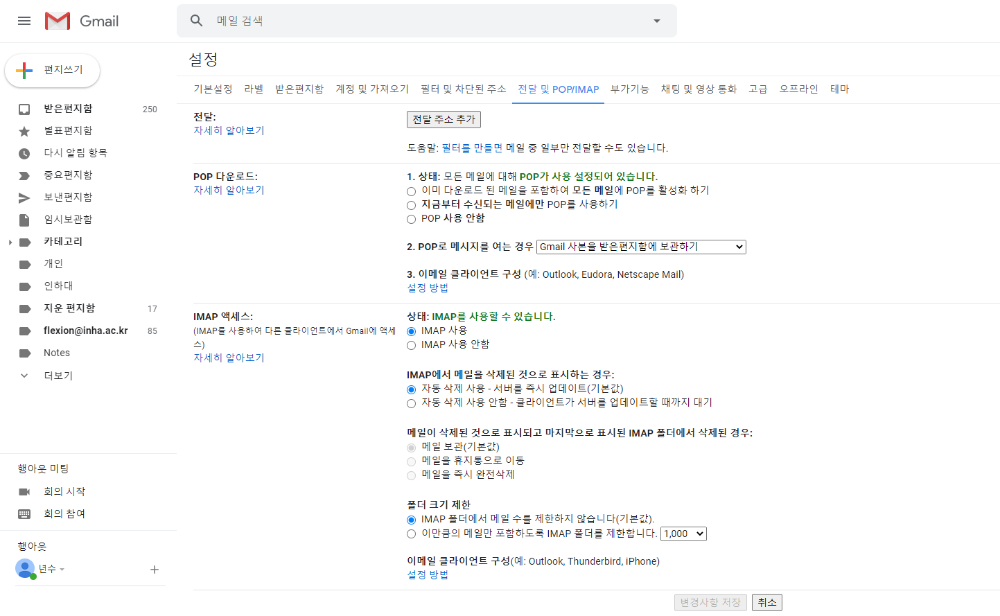 Gmail
메일 검색
편지쓰기
받은편지함 250
별표편지함
다시 알림 항목
중요편지함
보낸편지함
임시보관함
카테고리
개인
인하대
지운 편지함 17
flexion@inha.ac.kr 85
Notes
더보기
행아웃 미팅
회의 시작
회의 참여
행아웃
년수
설정
기본설정 라벨 받은편지함 계정 및 가져오기 필터 및 차단된 주소 전달 및 POP/IMAP 부가기능 채팅 및 영상 통화 고급 오프라인 테마
전달:
자세히 알아보기
전달 주소 추가
도움말: 필터를 만들면 메일 중 일부만 전달할 수도 있습니다.
POP 다운로드:
자세히 알아보기
1. 상태: 모든 메일에 대해 POP가 사용 설정되어 있습니다.
이미 다운로드 된 메일을 포함하여 모든 메일에 POP를 활성화 하기
지금부터 수신되는 메일에만 POP를 사용하기
POP 사용 안함
2. POP로 메시지를 여는 경우 Gmail 사본을 받은편지함에 보관하기
3. 이메일 클라이언트 구성 (예: Outlook, Eudora, Netscape Mail)
설정 방법
IMAP 액세스:
(IMAP를 사용하여 다른 클라이언트에서 Gmail에 액세
스)
자세히 알아보기
상태: IMAP를 사용할 수 있습니다.
IMAP 사용
IMAP 사용 안함
IMAP에서 메일을 삭제된 것으로 표시하는 경우:
자동 삭제 사용 - 서버를 즉시 업데이트(기본값)
자동 삭제 사용 안함 - 클라이언트가 서버를 업데이트할 때까지 대기
메일이 삭제된 것으로 표시되고 마지막으로 표시된 IMAP 폴더에서 삭제된 경우:
메일 보관(기본값)
메일을 휴지통으로 이동
메일을 즉시 완전삭제
폴더 크기 제한
IMAP 폴더에서 메일 수를 제한하지 않습니다(기본값).
이만큼의 메일만 포함하도록 IMAP 폴더를 제한합니다. 1,000
이메일 클라이언트 구성(예: Outlook, Thunderbird, iPhone)
설정 방법
변경사항 저장 취소